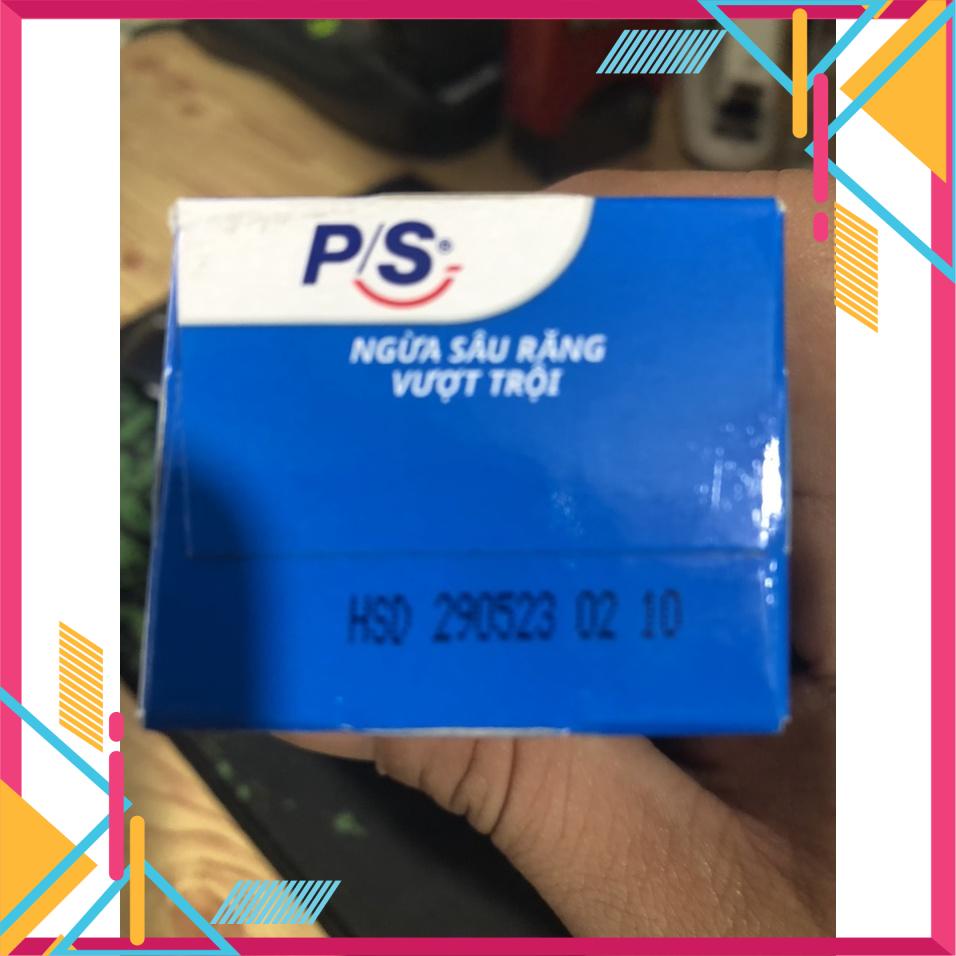 P/S®
NGỪA SÂU RĂNG
VƯỢT TRỘI
HSD 290523 02 10